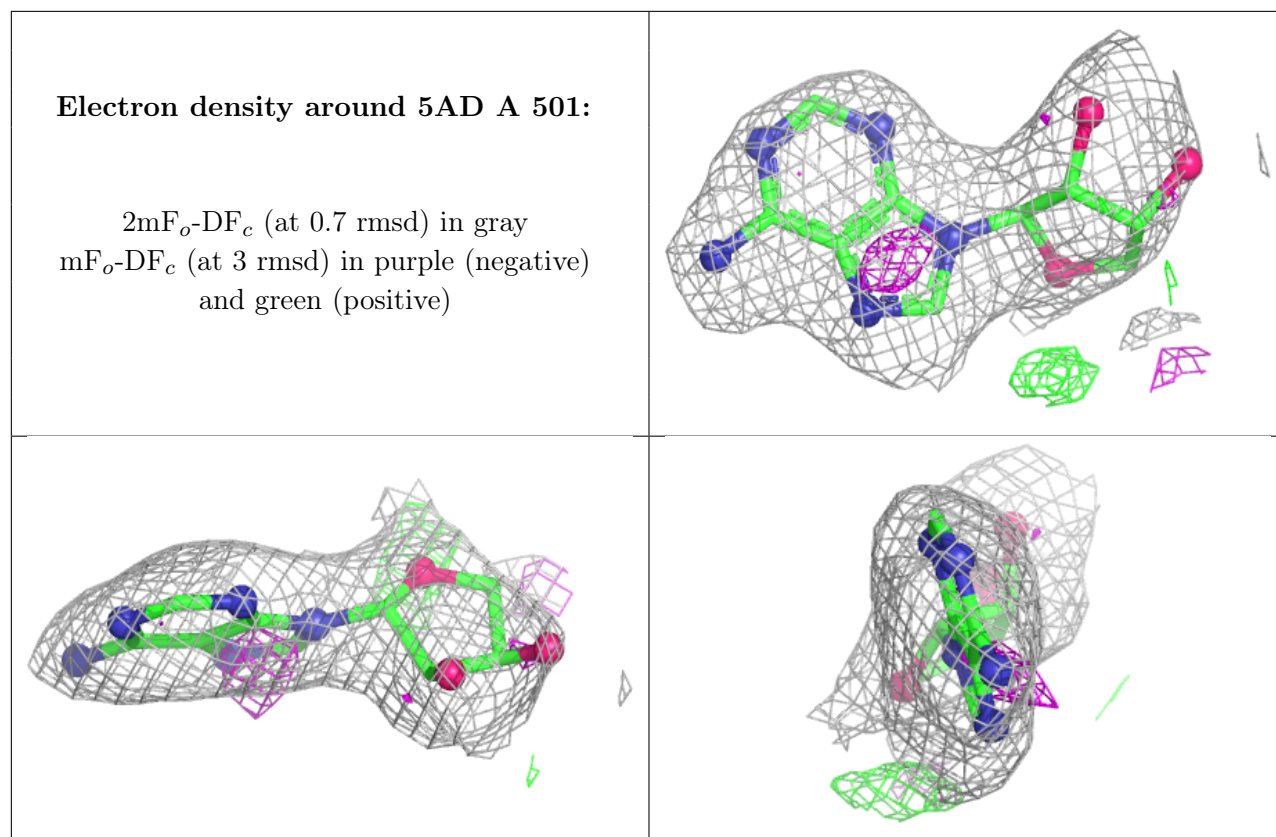 Electron density around 5AD A 501:
2mFo-DFc (at 0.7 rmsd) in gray
mFo-DFc (at 3 rmsd) in purple (negative)
and green (positive)